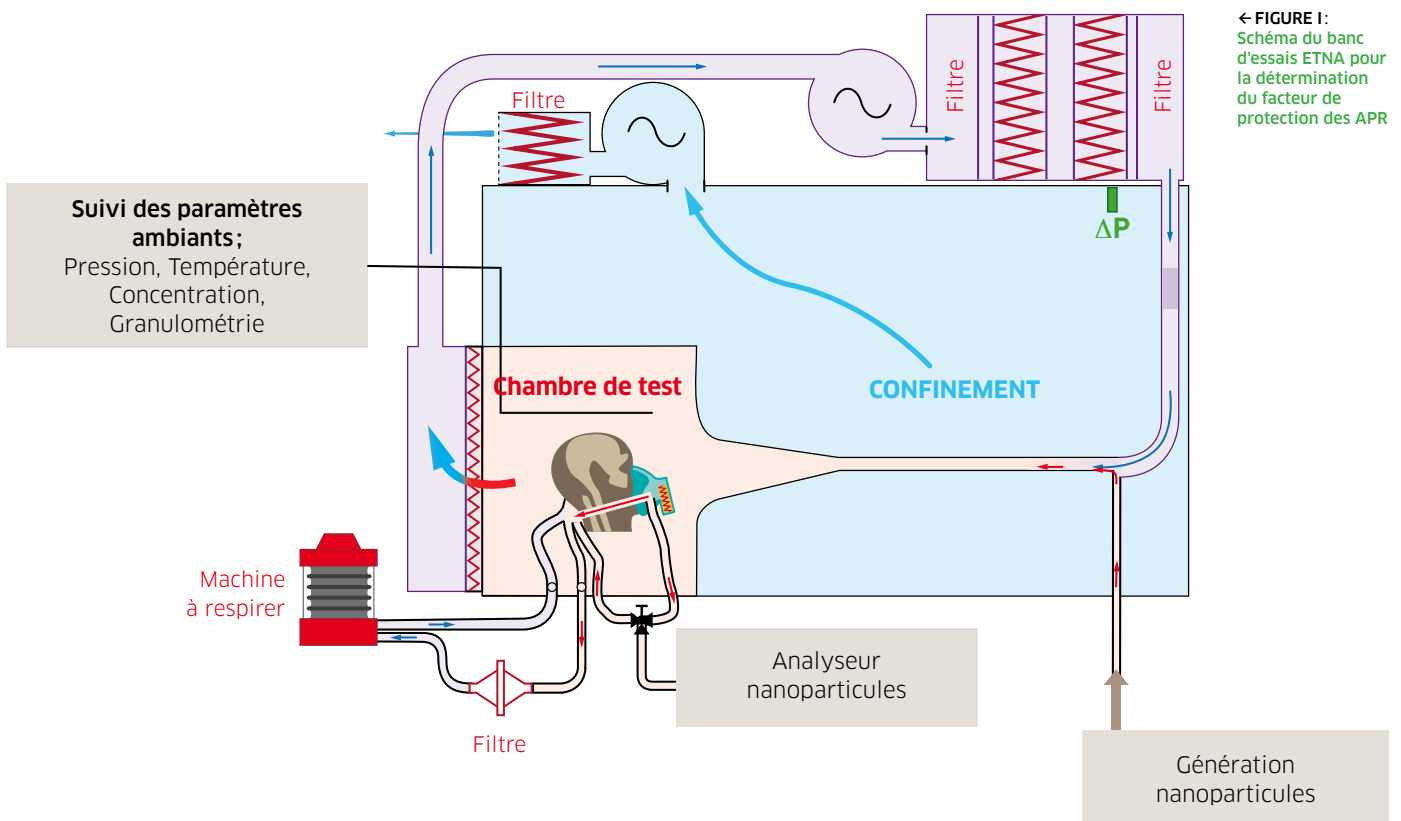 ← FIGURE I :
Schéma du banc
d'essais ETNA pour
la détermination
du facteur de
protection des APR
Filtre
Filtre
Filtre
Suivi des paramètres
ambiants ;
Pression, Température,
Concentration,
Granulométrie
ΔP
Chambre de test
CONFINEMENT
Machine
à respirer
Analyseur
nanoparticules
Filtre
Génération
nanoparticules